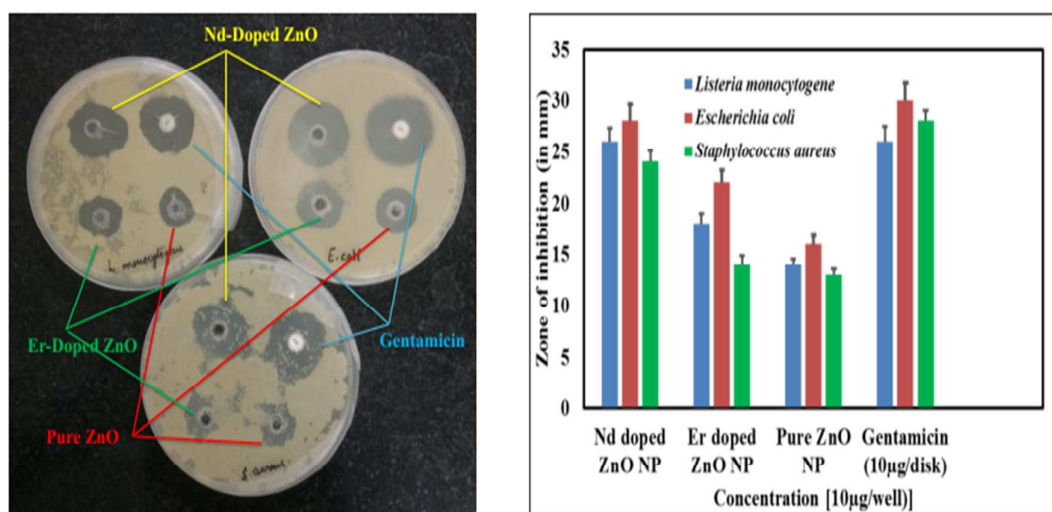 Nd-Doped ZnO
L. monocytogene
E. coli
Er-Doped ZnO
Gentamicin
Pure ZnO
S. aureus
35
30
25
20
15
10
5
0
Zone of inhibition (in mm)
Listeria monocytogene
Escherichia coli
Staphylococcus aureus
Nd doped
ZnO NP
Er doped
ZnO NP
Pure ZnO
NP
Gentamicin
(10µg/disk)
Concentration [10µg/well)]